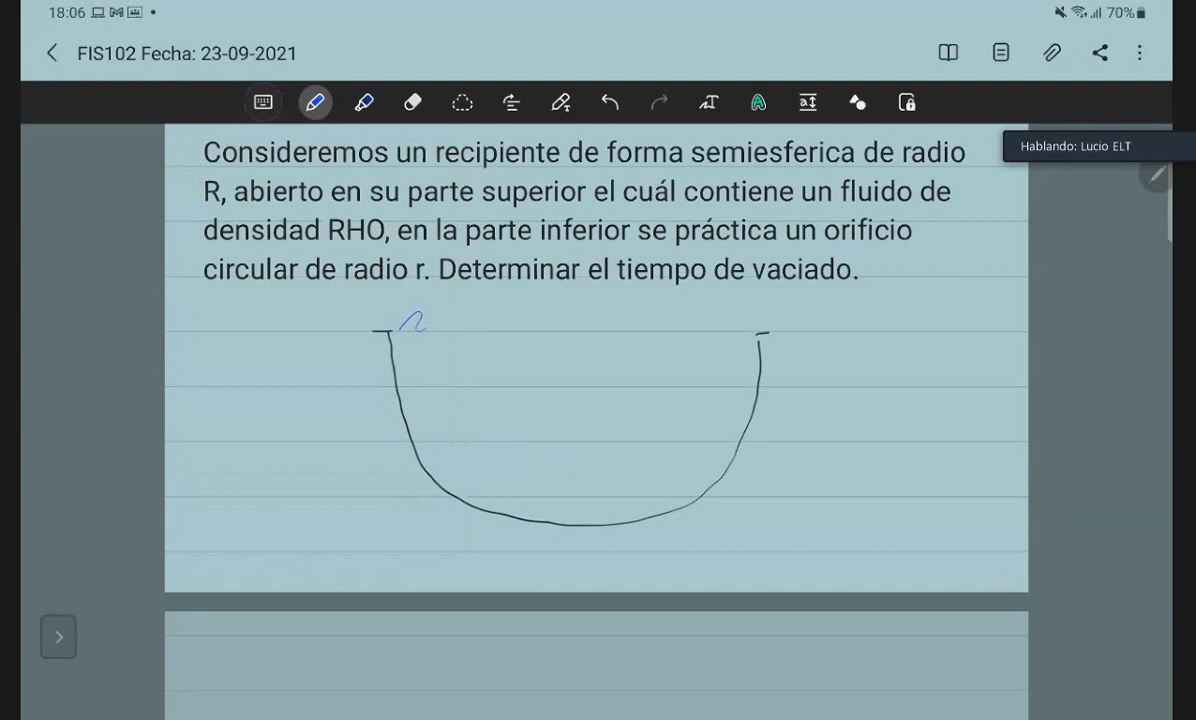 18:06
70%
FIS102 Fecha: 23-09-2021
Hablando: Lucio ELT
Consideremos un recipiente de forma semiesferica de radio
R, abierto en su parte superior el cuál contiene un fluido de
densidad RHO, en la parte inferior se práctica un orificio
circular de radio r. Determinar el tiempo de vaciado.